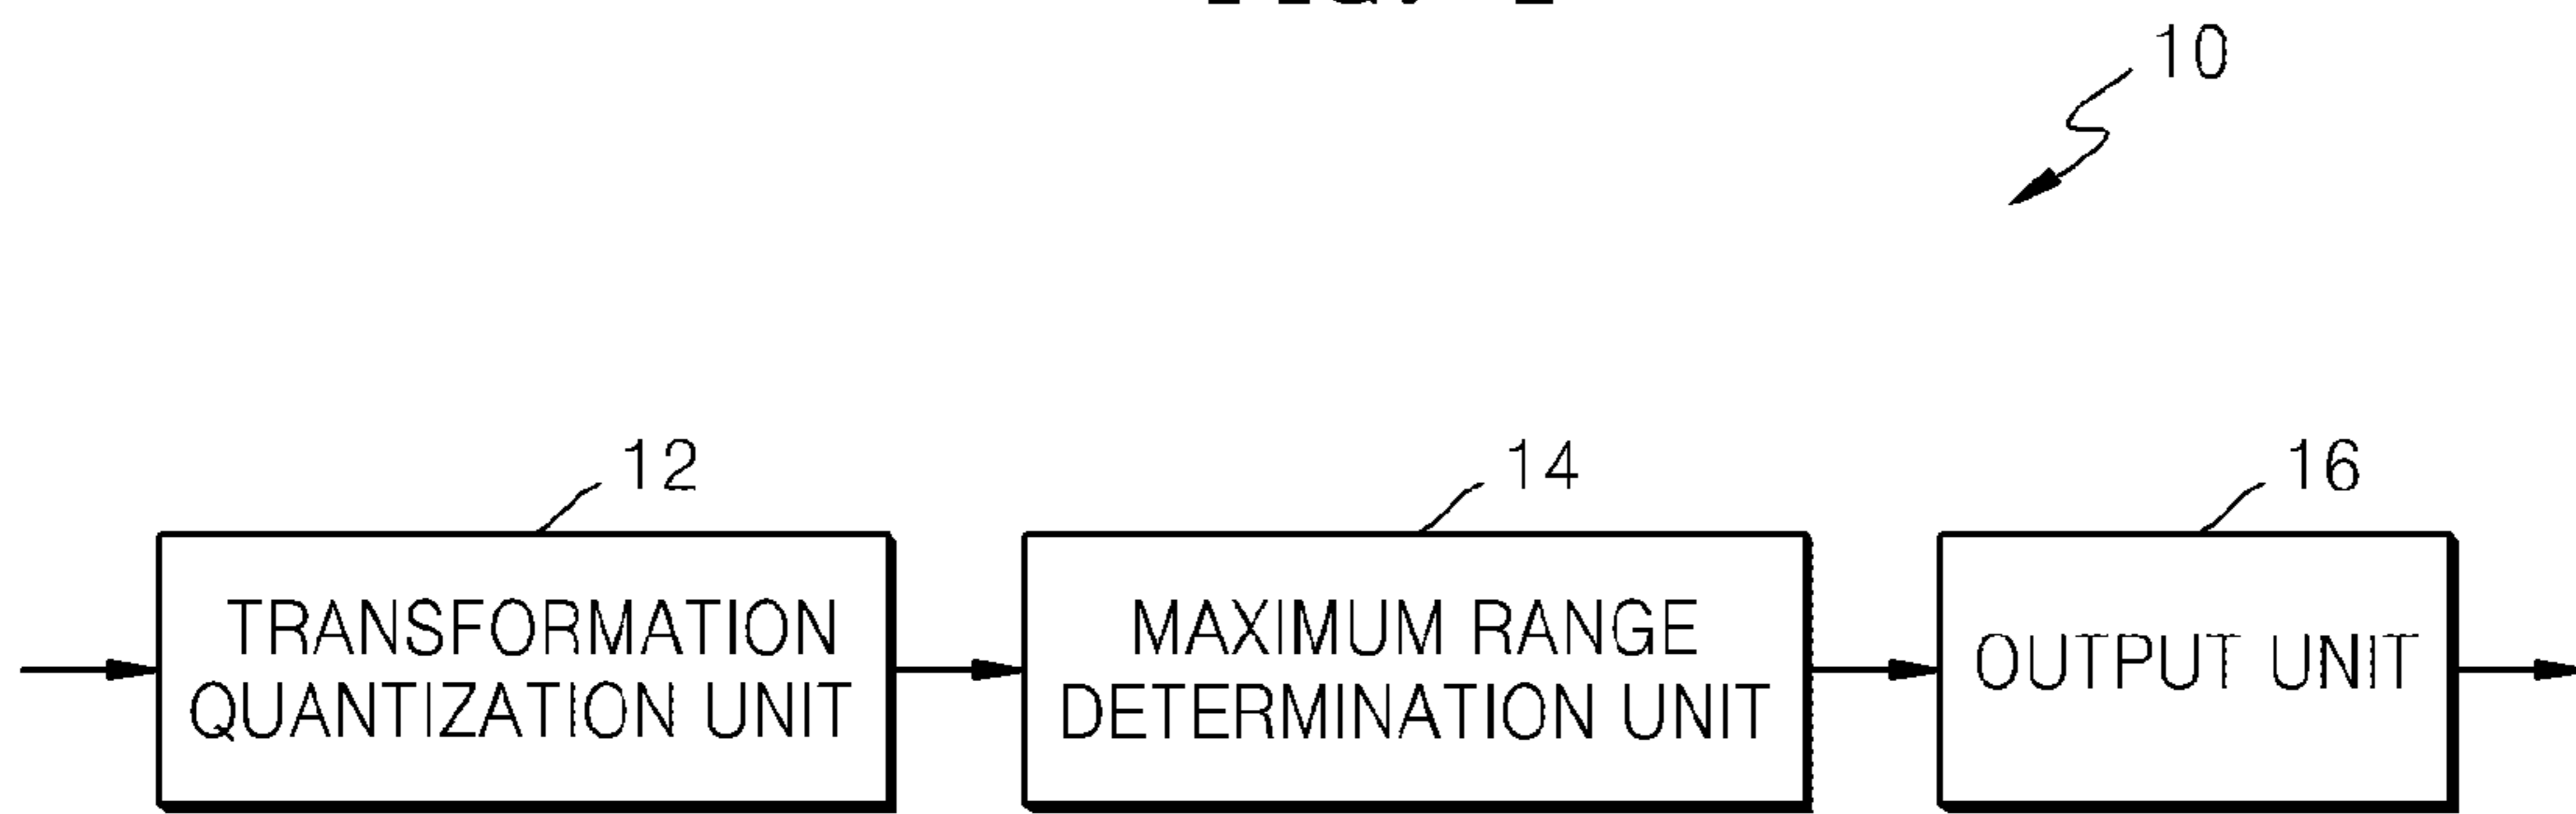 10
12
14
16
TRANSFORMATION
QUANTIZATION UNIT
MAXIMUM RANGE
DETERMINATION UNIT
OUTPUT UNIT